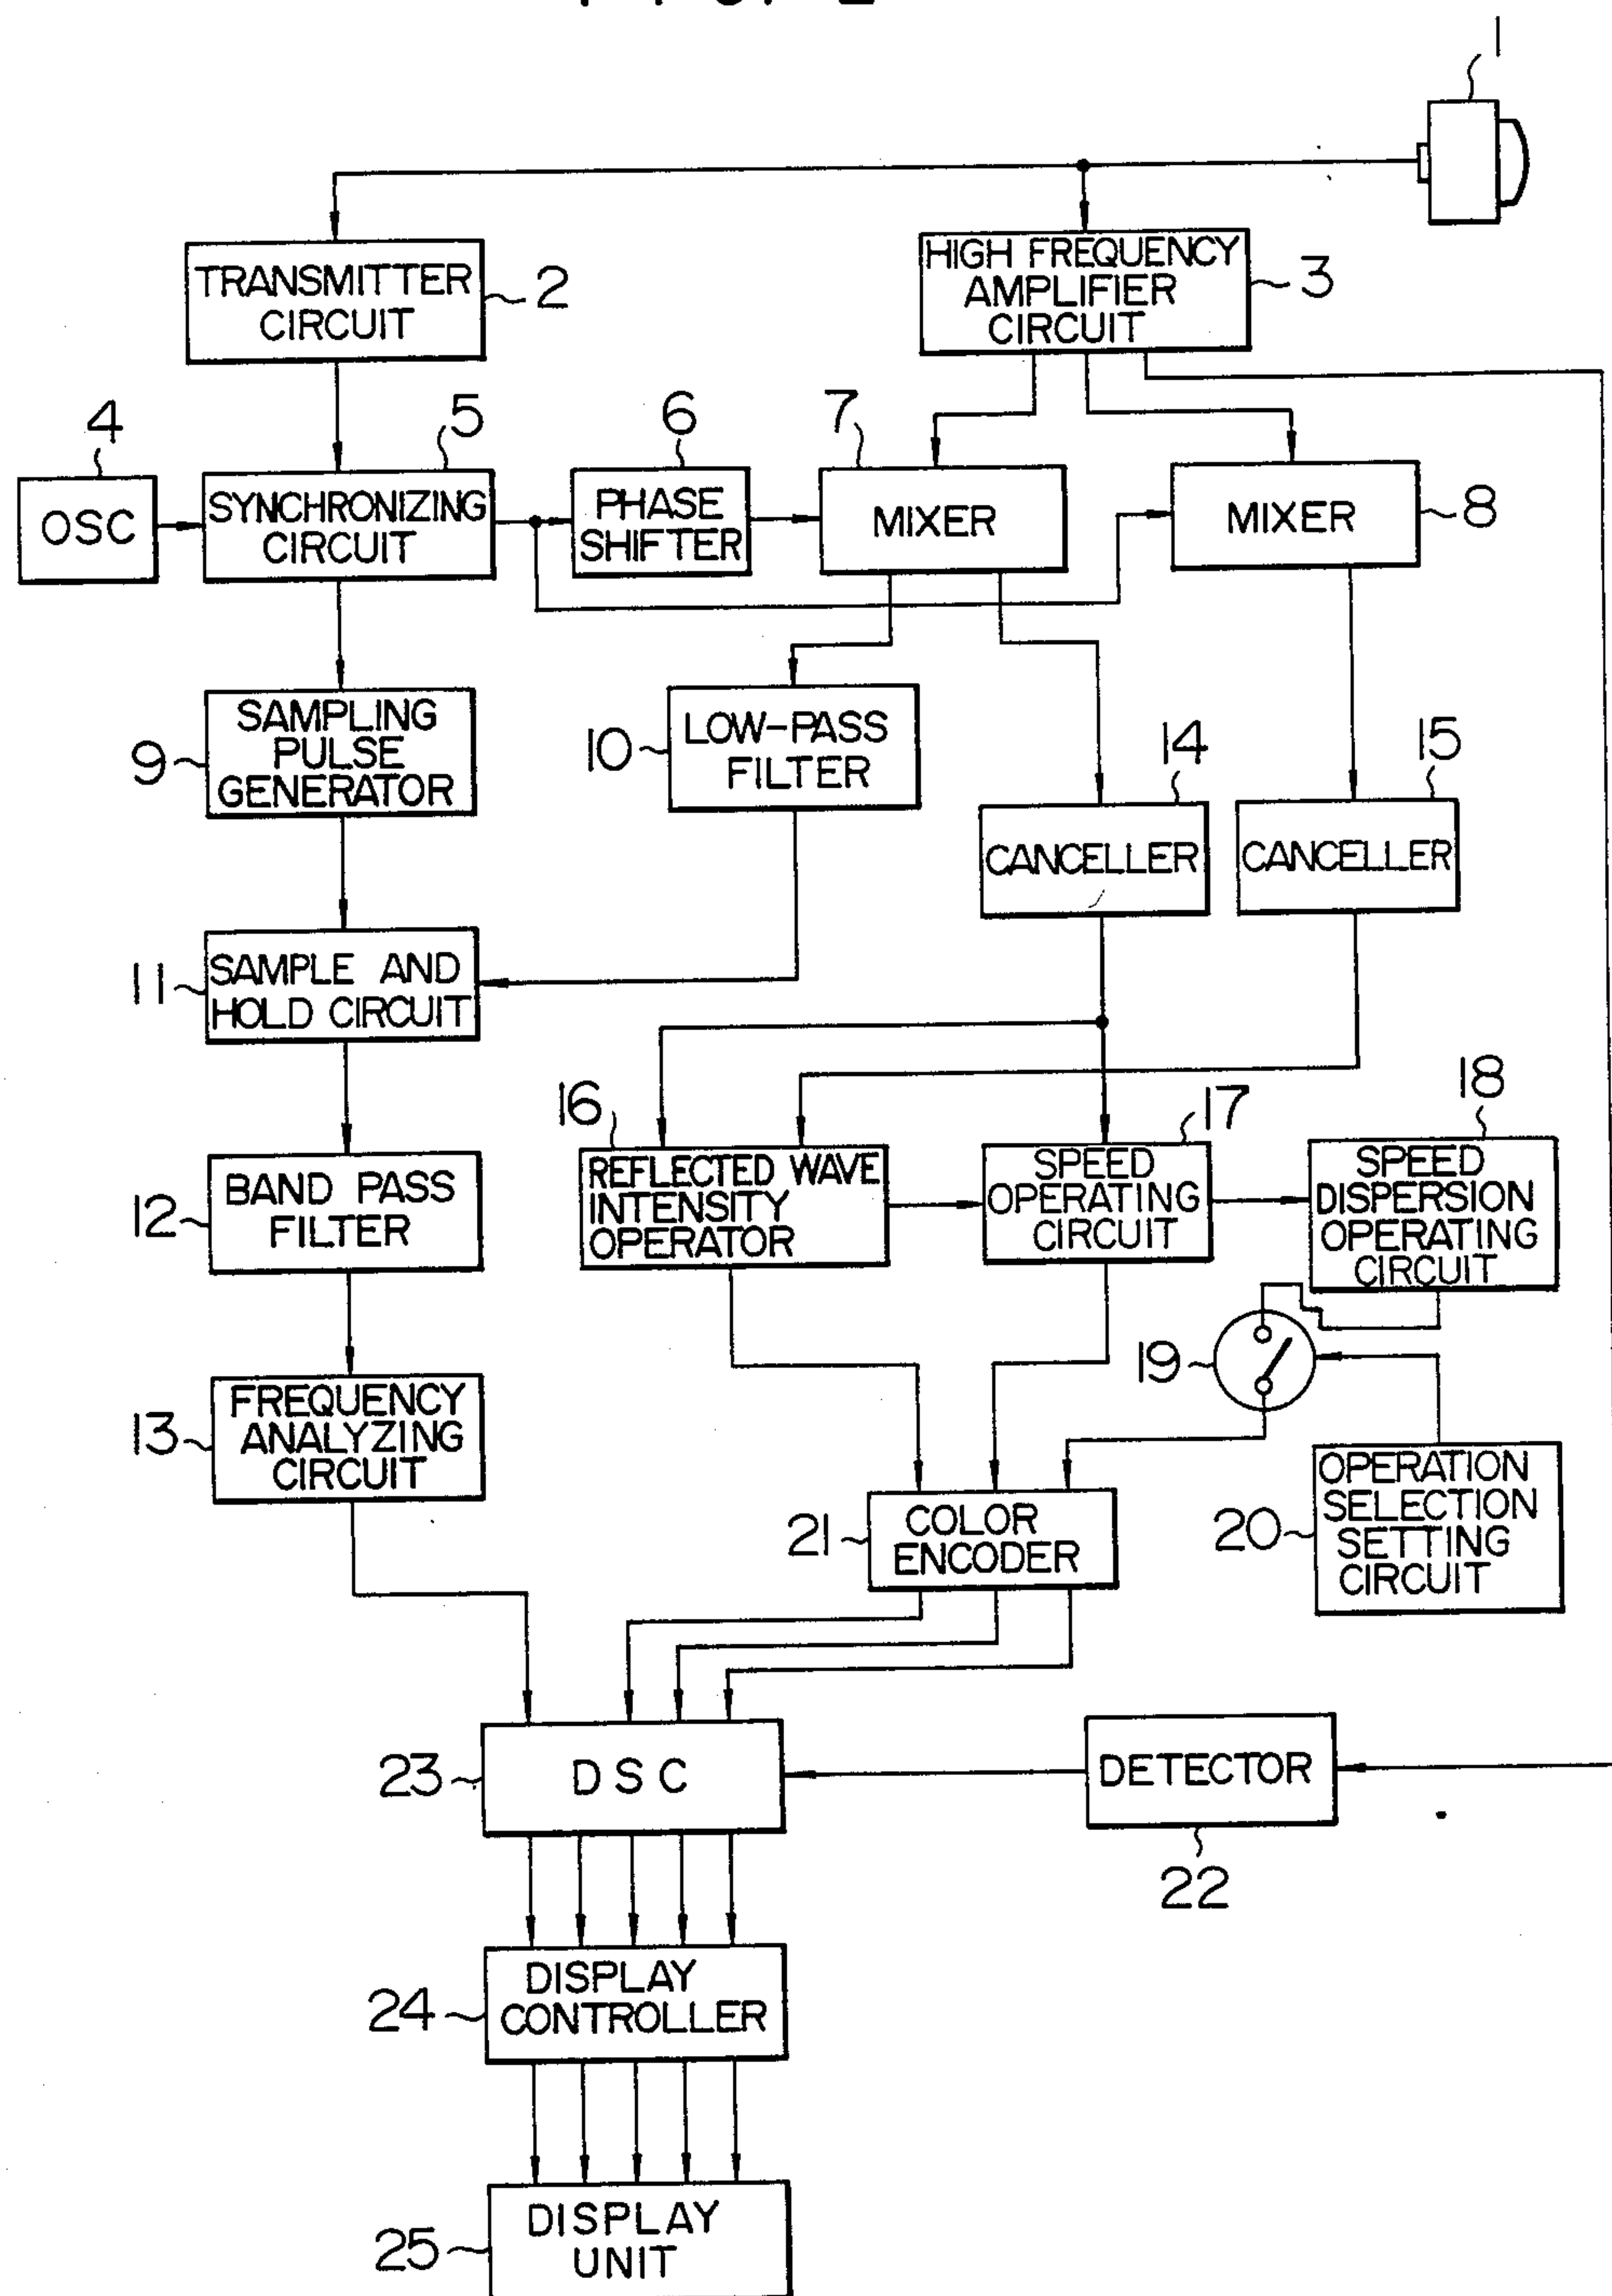 1
TRANSMITTER
CIRCUIT
2
HIGH FREQUENCY
AMPLIFIER
CIRCUIT
3
4
OSC
5
SYNCHRONIZING
CIRCUIT
6
PHASE
SHIFTER
7
MIXER
MIXER
8
9
SAMPLING
PULSE
GENERATOR
10
LOW-PASS
FILTER
14
CANCELLER
15
CANCELLER
11
SAMPLE AND
HOLD CIRCUIT
16
REFLECTED WAVE
INTENSITY
OPERATOR
17
SPEED
OPERATING
CIRCUIT
18
SPEED
DISPERSION
OPERATING
CIRCUIT
12
BAND PASS
FILTER
19
13
FREQUENCY
ANALYZING
CIRCUIT
21
COLOR
ENCODER
20
OPERATION
SELECTION
SETTING
CIRCUIT
23
DSC
DETECTOR
22
24
DISPLAY
CONTROLLER
25
DISPLAY
UNIT